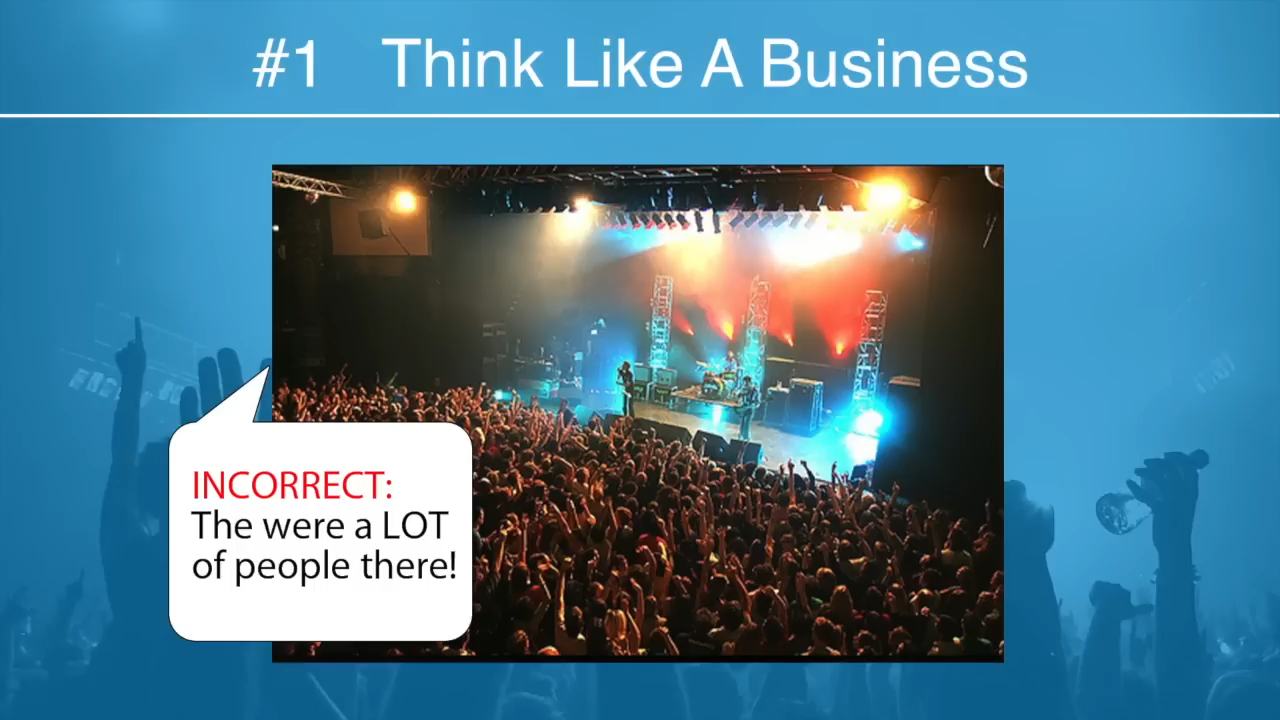 #1 Think Like A Business
INCORRECT:
The were a LOT
of people there!